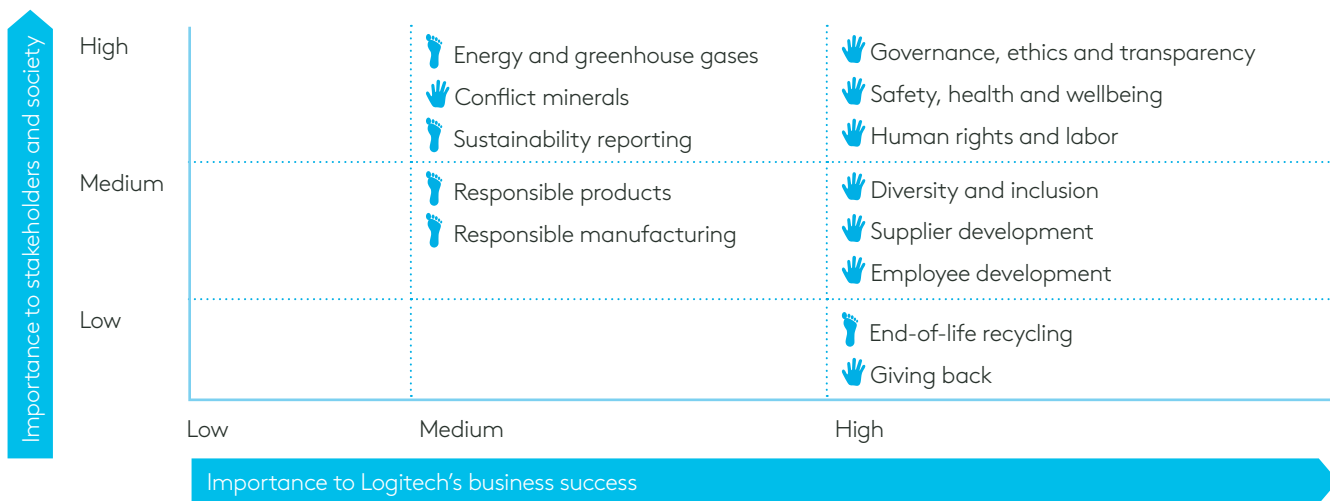 Importance to stakeholders and society
High
Energy and greenhouse gases
Conflict minerals
Sustainability reporting
Governance, ethics and transparency
Safety, health and wellbeing
Human rights and labor
Medium
Responsible products
Responsible manufacturing
Diversity and inclusion
Supplier development
Employee development
Low
End-of-life recycling
Giving back
Low Medium High
Importance to Logitech’s business success